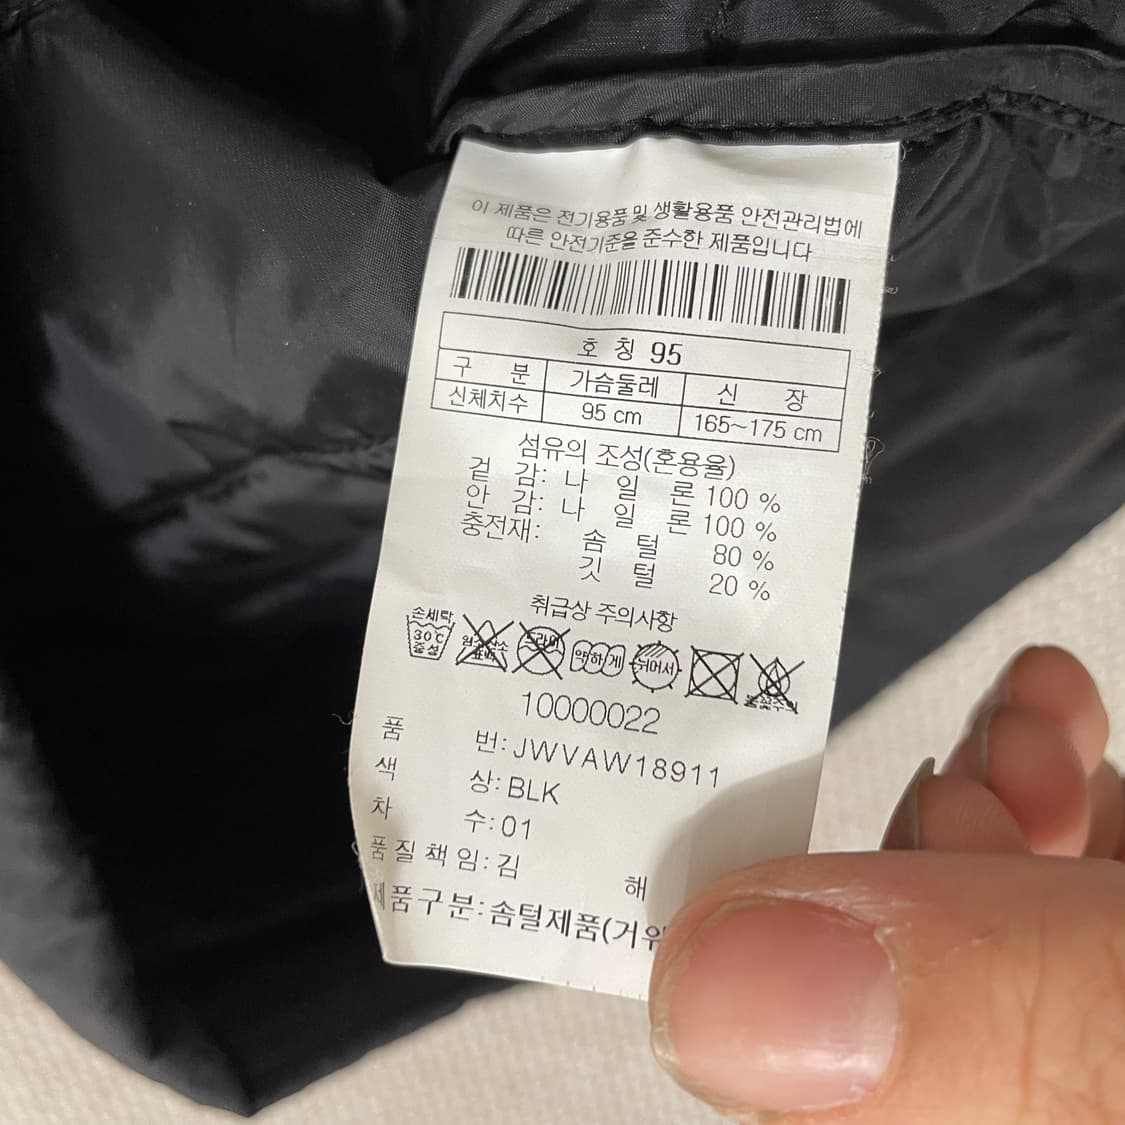 이 제품은 전기용품및 생활용품 안전관리법에
따른 안전기준을 준수한 제품입니다
호 칭 95
구 분 가슴둘레 신 장
신체치수 95 cm 165~175 cm
섬유의 조성(혼용율)
겉 감: 나 일 론 100 %
안 감: 나 일 론 100 %
충전재: 솜 털 80 %
깃 털 20 %
취급상 주의사항
손세탁 30℃ 중성
염소산소 표백
드라이
약하게
뉘어서
10000022
품 번: JWVAW18911
색 상: BLK
차 수: 01
품질책임: 김 해
제품구분: 솜털제품(거위